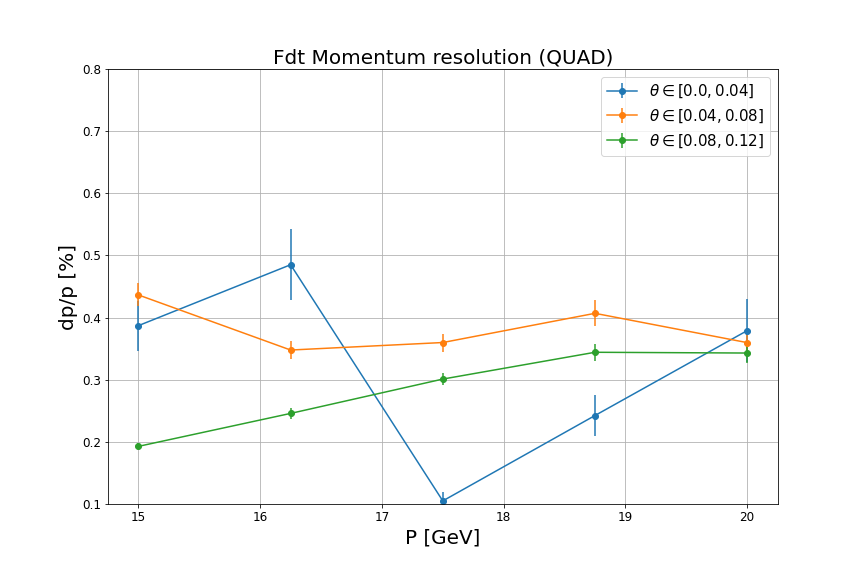 Fdt Momentum resolution (QUAD)
θ ∈ [0.0, 0.04]
θ ∈ [0.04, 0.08]
θ ∈ [0.08, 0.12]
dp/p [%]
0.8
0.7
0.6
0.5
0.4
0.3
0.2
0.1
15 16 17 18 19 20
P [GeV]